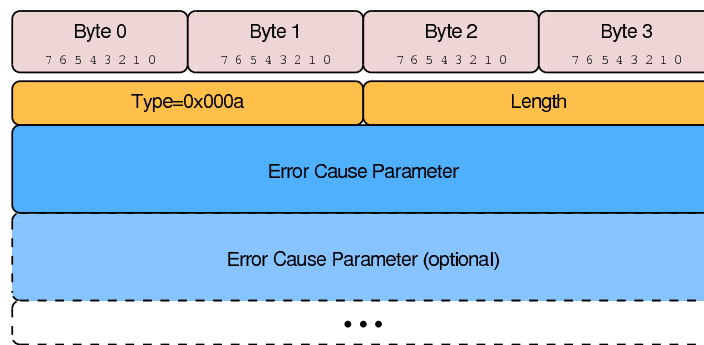 Byte 0 Byte 1 Byte 2 Byte 3
7 6 5 4 3 2 1 0 7 6 5 4 3 2 1 0 7 6 5 4 3 2 1 0 7 6 5 4 3 2 1 0
Type=0x000a Length
Error Cause Parameter
Error Cause Parameter (optional)
•••